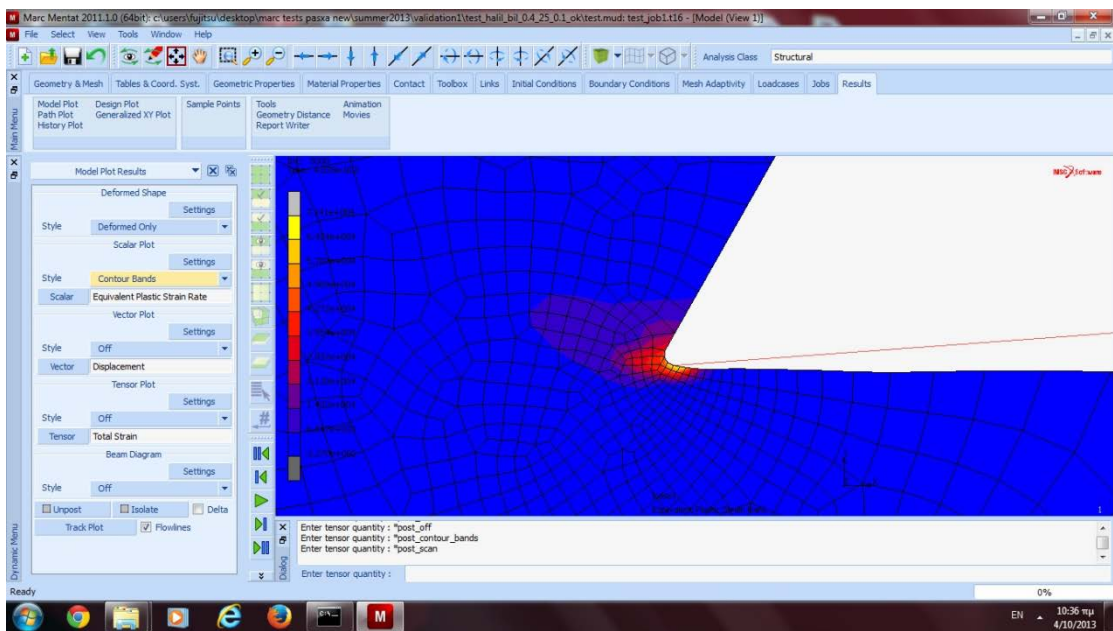 Marc Mentat 2011.1.0 (64bit): c:\users\fujitsu\desktop\marc tests pasxa new\summer2013\validation1\test_halil_bil_0.4_25_0.1_ok\test.mud: test_job1.t16 - [Model (View 1)]
File Select View Tools Window Help
Analysis Class Structural
Geometry & Mesh Tables & Coord. Syst. Geometric Properties Material Properties Contact Toolbox Links Initial Conditions Boundary Conditions Mesh Adaptivity Loadcases Jobs Results
Main Menu
Model Plot Design Plot Sample Points Tools Animation
Path Plot Generalized XY Plot Geometry Distance Movies
History Plot Report Writer
Model Plot Results
Deformed Shape
Settings
Style Deformed Only
Scalar Plot
Settings
Style Contour Bands
Scalar Equivalent Plastic Strain Rate
Vector Plot
Settings
Style Off
Vector Displacement
Tensor Plot
Settings
Style Off
Tensor Total Strain
Beam Diagram
Settings
Style Off
Unpost Isolate Delta
Track Plot Flowlines
Dynamic Menu
MSC Software
1
Dialog
Enter tensor quantity : *post_off
Enter tensor quantity : *post_contour_bands
Enter tensor quantity : *post_scan
Enter tensor quantity :
Ready
0%
EN
10:36 πμ
4/10/2013